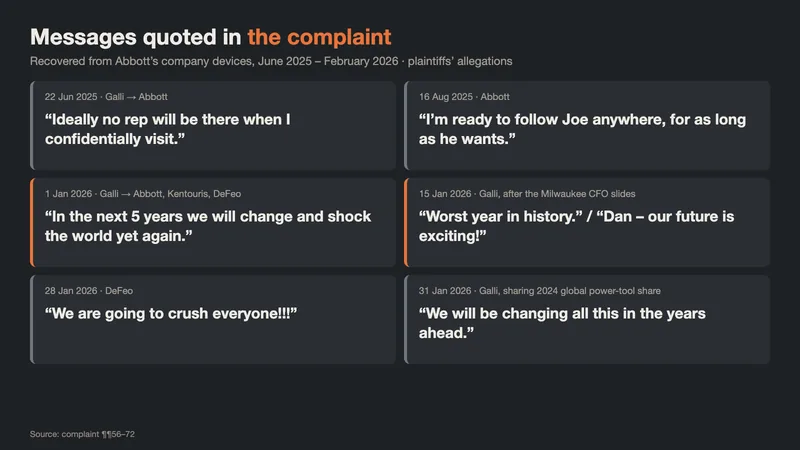 Messages quoted in the complaint
Recovered from Abbott's company devices, June 2025 – February 2026 · plaintiffs' allegations
22 Jun 2025 · Galli → Abbott
“Ideally no rep will be there when I
confidentially visit.”
16 Aug 2025 · Abbott
“I’m ready to follow Joe anywhere, for as long
as he wants.”
1 Jan 2026 · Galli → Abbott, Kentouris, DeFeo
“In the next 5 years we will change and shock
the world yet again.”
15 Jan 2026 · Galli, after the Milwaukee CFO slides
“Worst year in history.” / “Dan – our future is
exciting!”
28 Jan 2026 · DeFeo
“We are going to crush everyone!!!”
31 Jan 2026 · Galli, sharing 2024 global power-tool share
“We will be changing all this in the years
ahead.”
Source: complaint ¶¶56–72